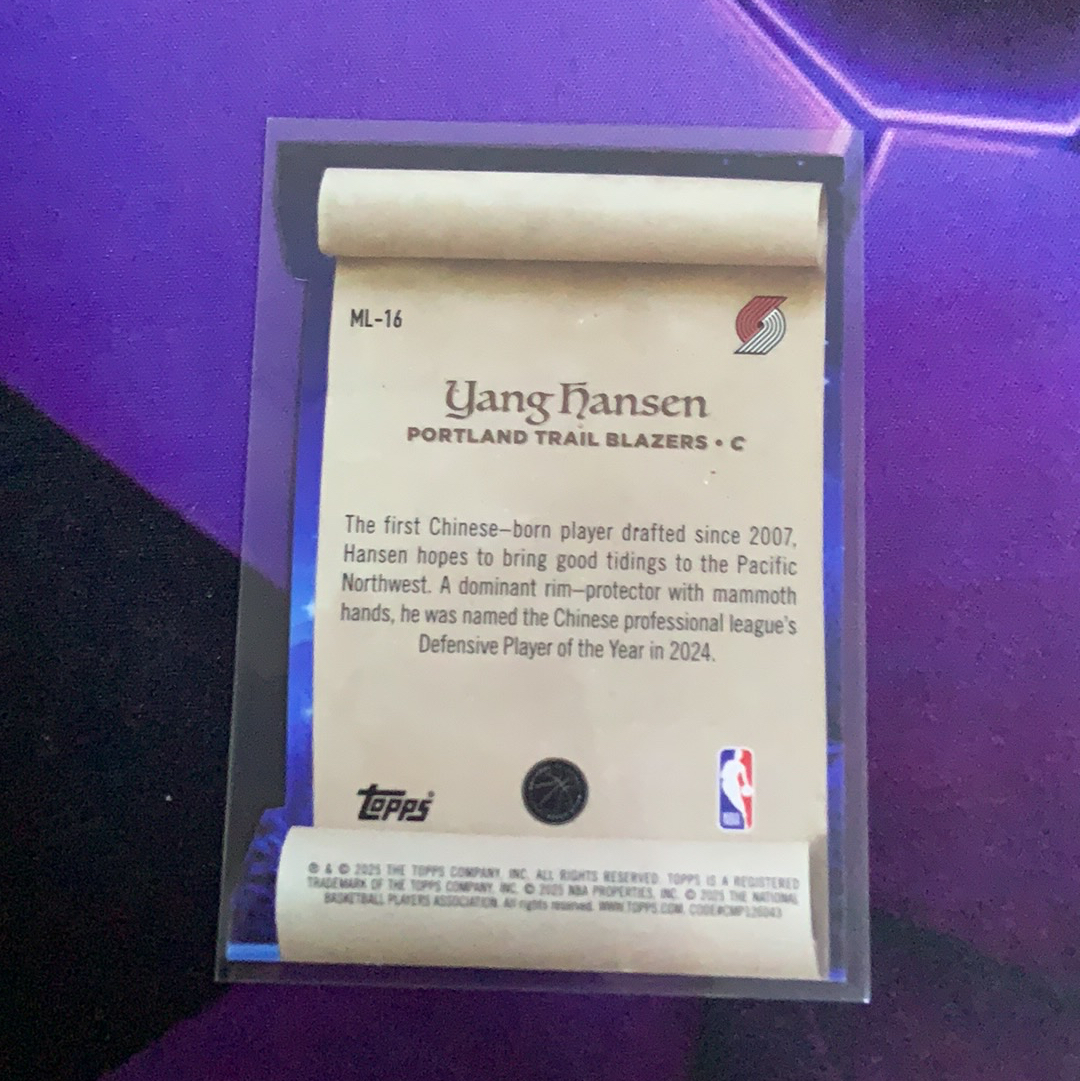 ML-16
Yang Hansen
PORTLAND TRAIL BLAZERS • C
The first Chinese–born player drafted since 2007,
Hansen hopes to bring good tidings to the Pacific
Northwest. A dominant rim–protector with mammoth
hands, he was named the Chinese professional league's
Defensive Player of the Year in 2024.
topps
NBA
® & © 2025 THE TOPPS COMPANY, INC. ALL RIGHTS RESERVED. TOPPS IS A REGISTERED
TRADEMARK OF THE TOPPS COMPANY, INC. © 2025 NBA PROPERTIES, INC. © 2025 THE NATIONAL
BASKETBALL PLAYERS ASSOCIATION. All rights reserved. WWW.TOPPS.COM. CODE#CMP126043